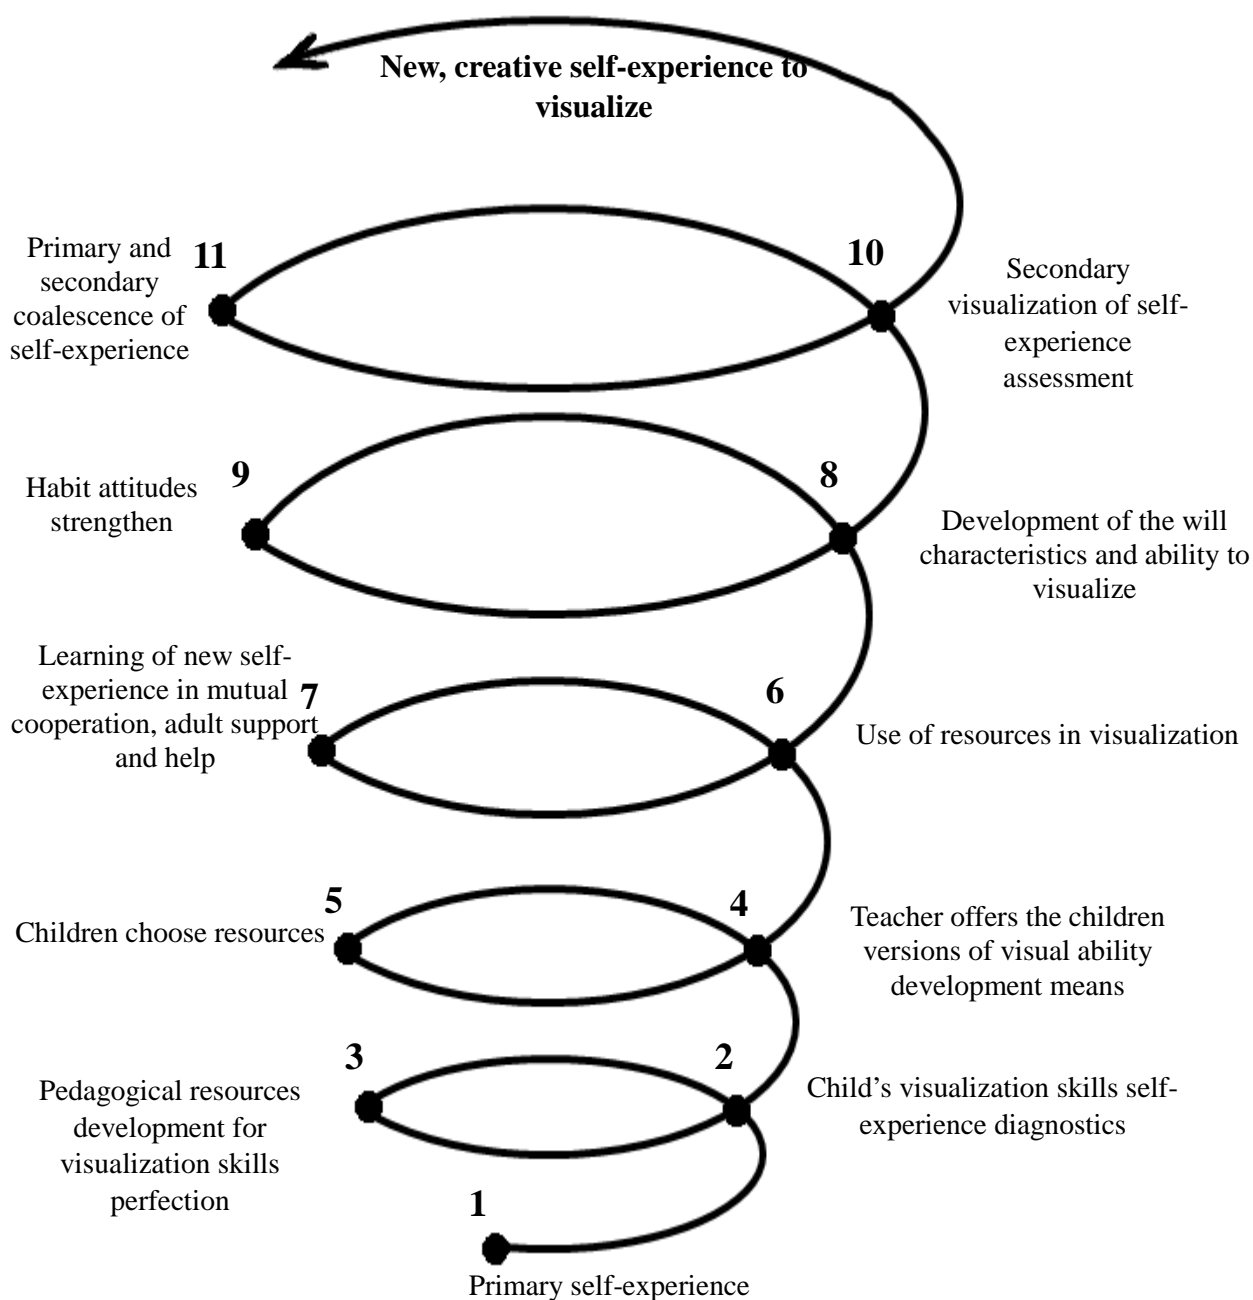 New, creative self-experience to
visualize
11
Primary and
secondary
coalescence of
self-experience
10
Secondary
visualization of self-
experience
assessment
9
Habit attitudes
strengthen
8
Development of the will
characteristics and ability to
visualize
7
Learning of new self-
experience in mutual
cooperation, adult support
and help
6
Use of resources in visualization
5
Children choose resources
4
Teacher offers the children
versions of visual ability
development means
3
Pedagogical resources
development for
visualization skills
perfection
2
Child’s visualization skills self-
experience diagnostics
1
Primary self-experience